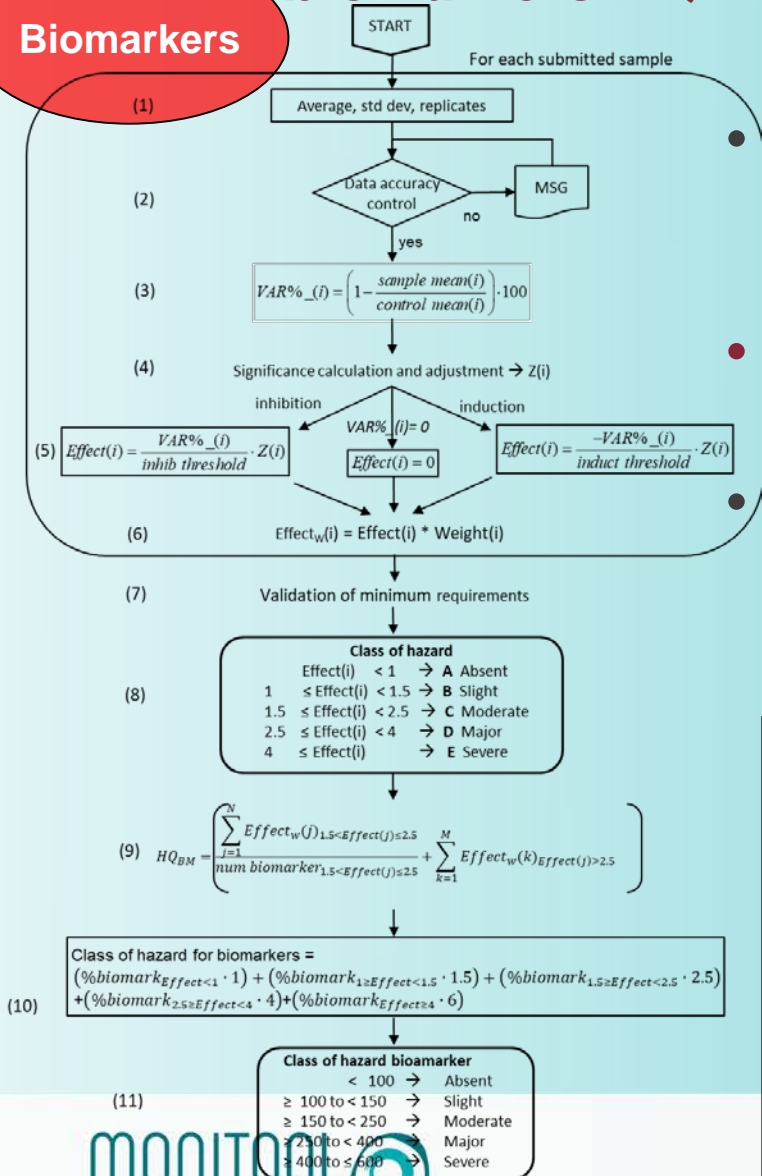 Biomarkers
START
For each submitted sample
(1)
Average, std dev, replicates
(2)
Data accuracy
control
MSG
no
yes
(3)
VAR%_(i) = (1 − sample mean(i) / control mean(i)) · 100
(4)
Significance calculation and adjustment → Z(i)
inhibition
VAR%_(i)= 0
induction
(5)
Effect(i) = VAR%_(i) / inhib threshold · Z(i)
Effect(i) = 0
Effect(i) = −VAR%_(i) / induct threshold · Z(i)
(6)
Effect_W(i) = Effect(i) * Weight(i)
(7)
Validation of minimum requirements
(8)
Class of hazard
Effect(i) < 1 → A Absent
1 ≤ Effect(i) < 1.5 → B Slight
1.5 ≤ Effect(i) < 2.5 → C Moderate
2.5 ≤ Effect(i) < 4 → D Major
4 ≤ Effect(i) → E Severe
(9)
HQ_BM = ( ∑_{j=1}^{N} Effect_w(j)_{1.5<Effect(j)≤2.5} / num biomarker_{1.5<Effect(j)≤2.5} + ∑_{k=1}^{M} Effect_w(k)_{Effect(j)>2.5} )
(10)
Class of hazard for biomarkers =
(%biomark_{Effect<1} · 1) + (%biomark_{1≥Effect<1.5} · 1.5) + (%biomark_{1.5≥Effect<2.5} · 2.5)
+(%biomark_{2.5≥Effect<4} · 4)+(%biomark_{Effect≥4} · 6)
(11)
Class of hazard bioamarker
< 100 → Absent
≥ 100 to < 150 → Slight
≥ 150 to < 250 → Moderate
≥ 250 to < 400 → Major
≥ 400 to ≤ 600 → Severe